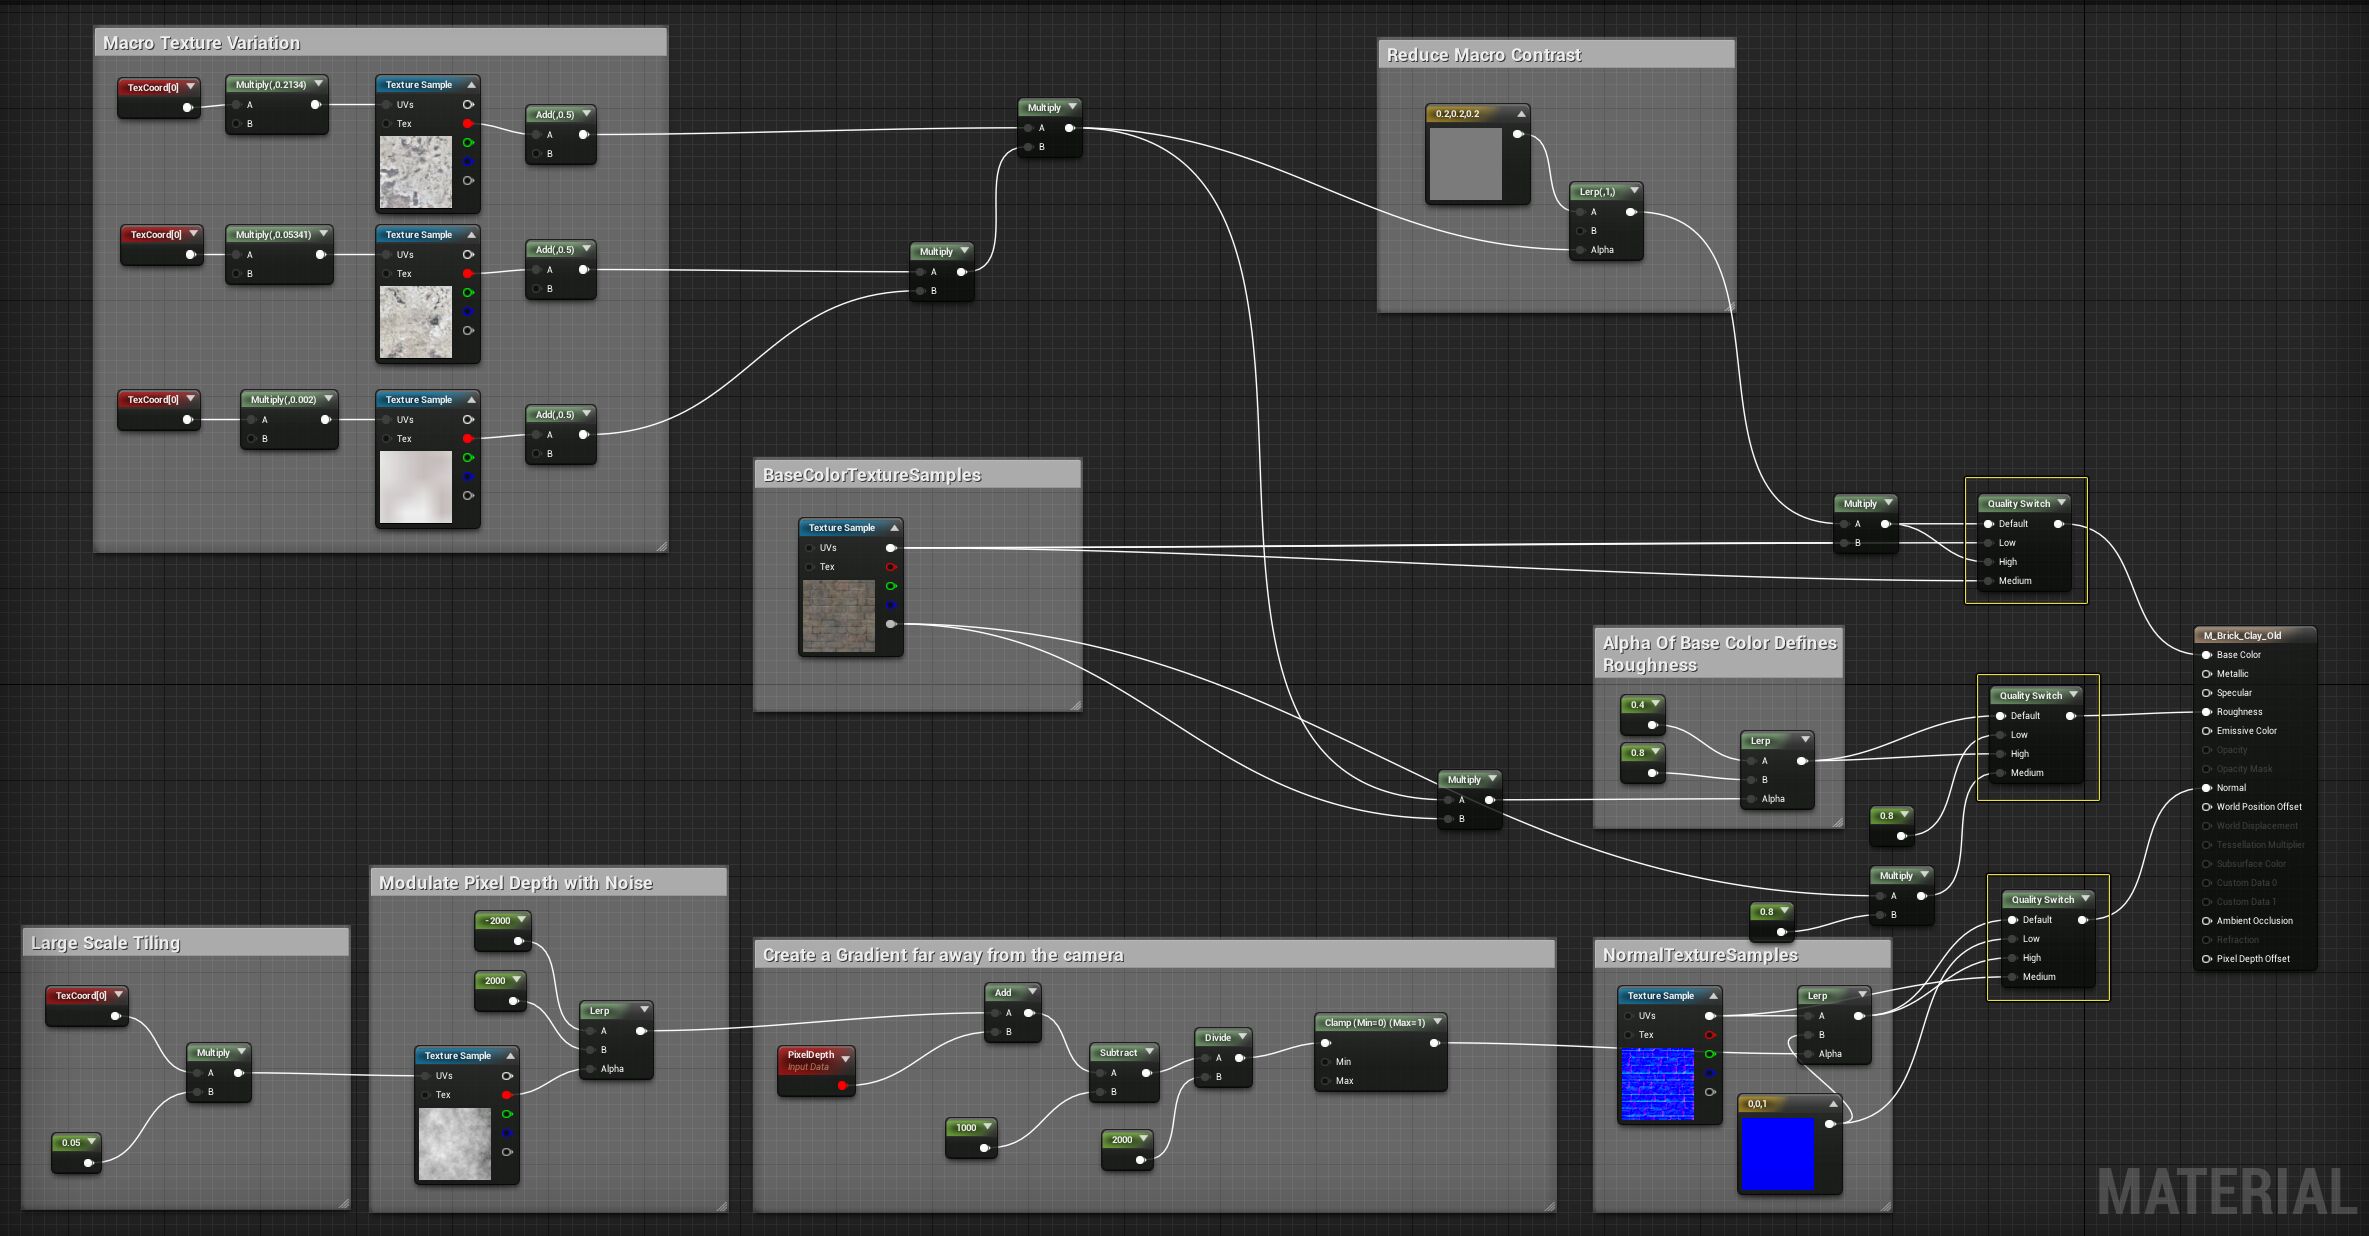 Macro Texture Variation
TexCoord[0]
Multiply(,0.2134)
A
B
Texture Sample
UVs
Tex
Add(,0.5)
A
B
TexCoord[0]
Multiply(,0.05341)
A
B
Texture Sample
UVs
Tex
Add(,0.5)
A
B
TexCoord[0]
Multiply(,0.002)
A
B
Texture Sample
UVs
Tex
Add(,0.5)
A
B
Multiply
A
B
Multiply
A
B
Reduce Macro Contrast
0.2,0.2,0.2
Lerp(,1,)
A
B
Alpha
BaseColorTextureSamples
Texture Sample
UVs
Tex
Multiply
A
B
Quality Switch
Default
Low
High
Medium
Alpha Of Base Color Defines
Roughness
0.4
0.8
Lerp
A
B
Alpha
Multiply
A
B
Quality Switch
Default
Low
High
Medium
0.8
Multiply
A
B
0.8
Quality Switch
Default
Low
High
Medium
M_Brick_Clay_Old
Base Color
Metallic
Specular
Roughness
Emissive Color
Opacity
Opacity Mask
Normal
World Position Offset
World Displacement
Tessellation Multiplier
Subsurface Color
Custom Data 0
Custom Data 1
Ambient Occlusion
Refraction
Pixel Depth Offset
Large Scale Tiling
TexCoord[0]
Multiply
A
B
0.05
Modulate Pixel Depth with Noise
-2000
2000
Lerp
A
B
Alpha
Texture Sample
UVs
Tex
Create a Gradient far away from the camera
PixelDepth
Input Data
Add
A
B
1000
Subtract
A
B
2000
Divide
A
B
Clamp (Min=0) (Max=1)
Min
Max
NormalTextureSamples
Texture Sample
UVs
Tex
Lerp
A
B
Alpha
0,0,1
MATERIAL